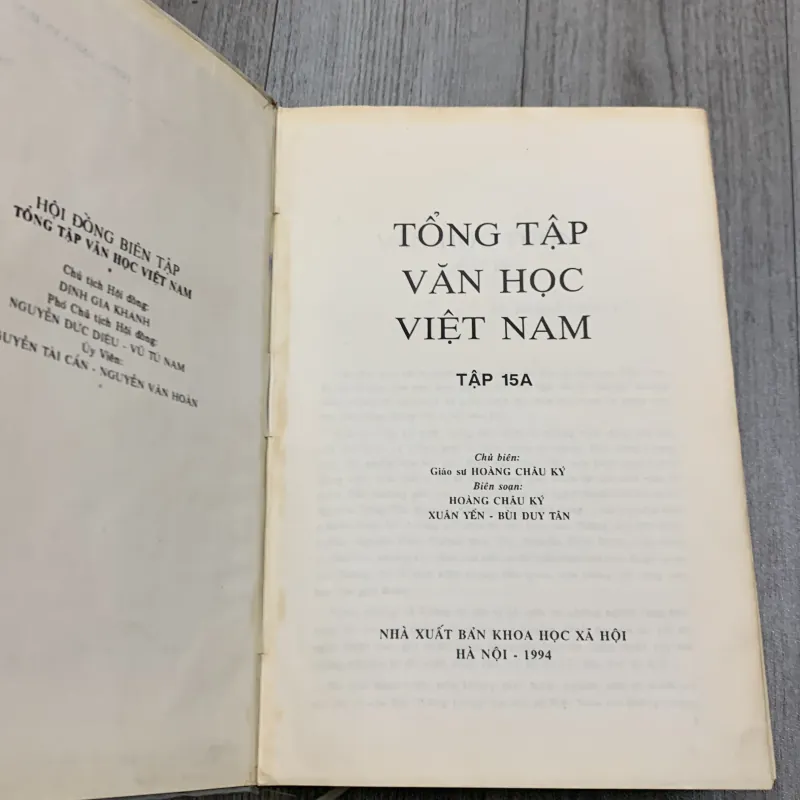 HỘI ĐỒNG BIÊN TẬP
TỔNG TẬP VĂN HỌC VIỆT NAM
*
Chủ tịch Hội đồng:
ĐINH GIA KHÁNH
Phó Chủ tịch Hội đồng:
NGUYỄN ĐỨC DIỆU - VŨ TÚ NAM
Ủy Viên:
TÀI CẨN - NGUYỄN VĂN HOÀN
*
TỔNG TẬP
VĂN HỌC
VIỆT NAM
TẬP 15A
Chủ biên:
Giáo sư HOÀNG CHÂU KÝ
Biên soạn:
HOÀNG CHÂU KÝ
XUÂN YẾN - BÙI DUY TÂN
NHÀ XUẤT BẢN KHOA HỌC XÃ HỘI
HÀ NỘI - 1994